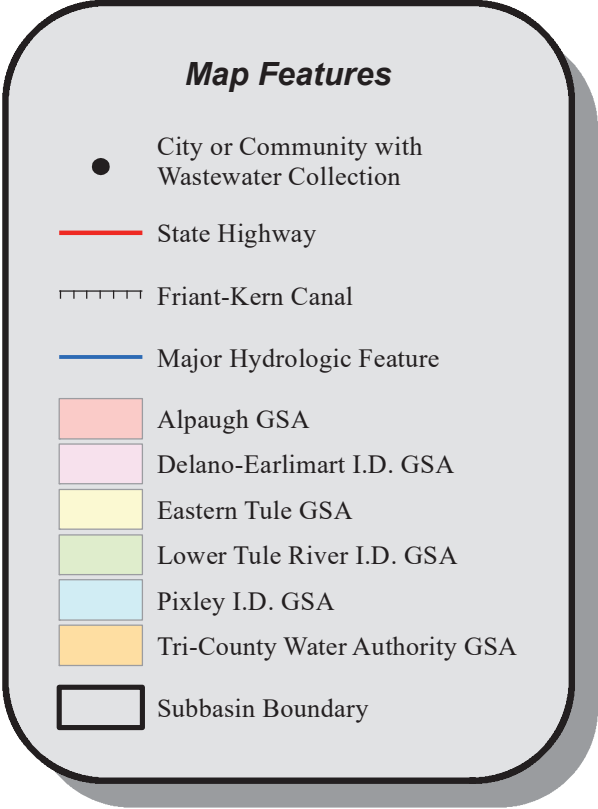 Map Features
City or Community with
Wastewater Collection
State Highway
Friant-Kern Canal
Major Hydrologic Feature
Alpaugh GSA
Delano-Earlimart I.D. GSA
Eastern Tule GSA
Lower Tule River I.D. GSA
Pixley I.D. GSA
Tri-County Water Authority GSA
Subbasin Boundary